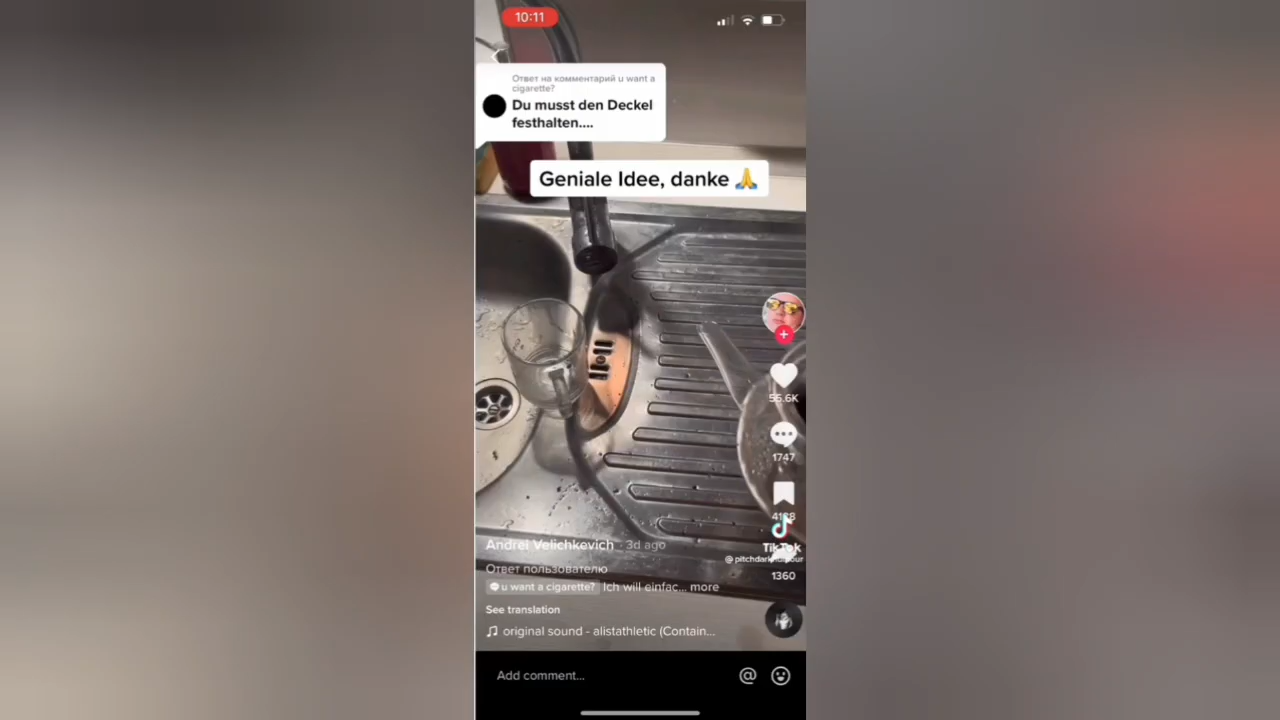 10:11
Ответ на комментарий u want a
cigarette?
Du musst den Deckel
festhalten....
Geniale Idee, danke 🙏
55.6K
1747
4128
Andrei Velichkevich · 3d ago
TikTok
Ответ пользователю
1360
u want a cigarette? Ich will einfac... more
See translation
original sound - alistathletic (Contain...
Add comment...
@